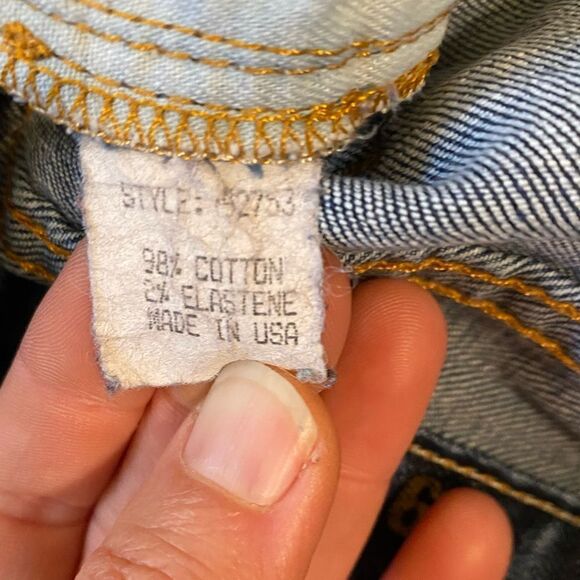 STYLE:
98% COTTON
2% ELASTENE
MADE IN USA